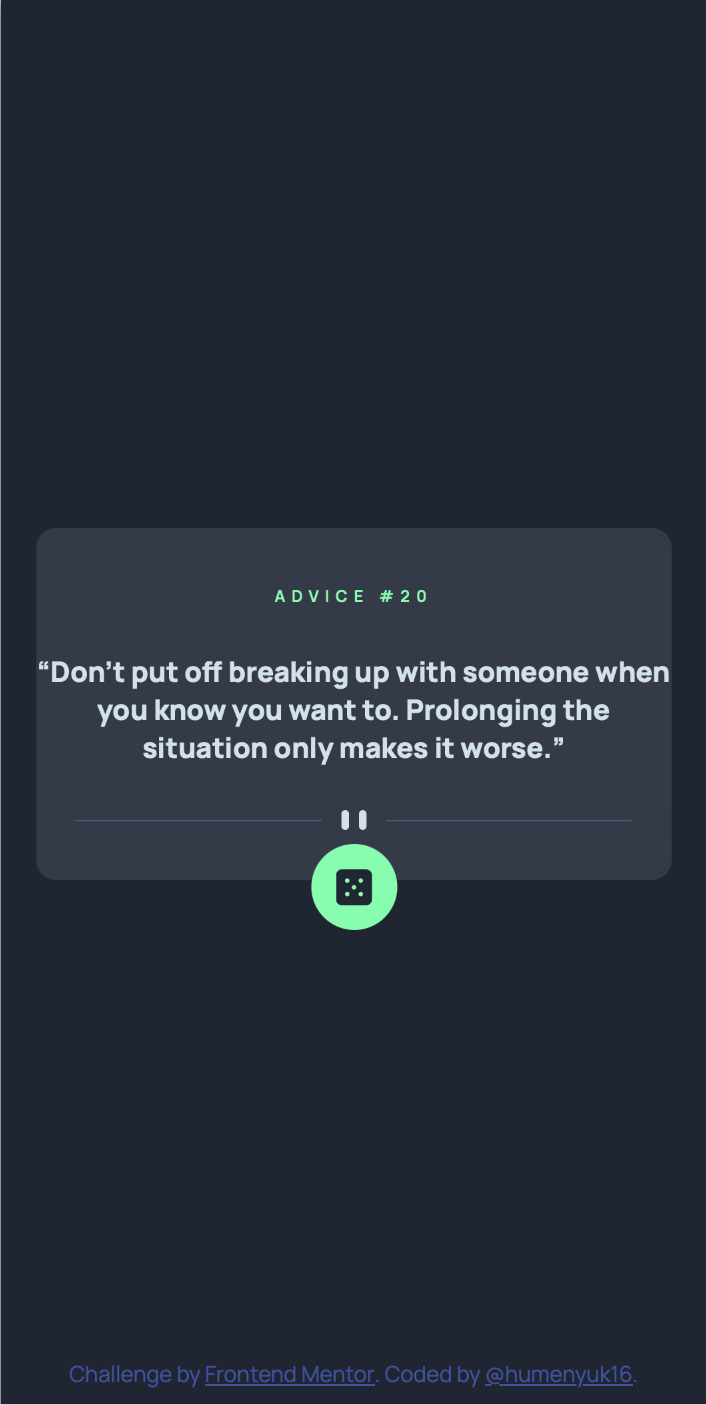 ADVICE #20
“Don’t put off breaking up with someone when
you know you want to. Prolonging the
situation only makes it worse.”
Challenge by Frontend Mentor. Coded by @humenyuk16.